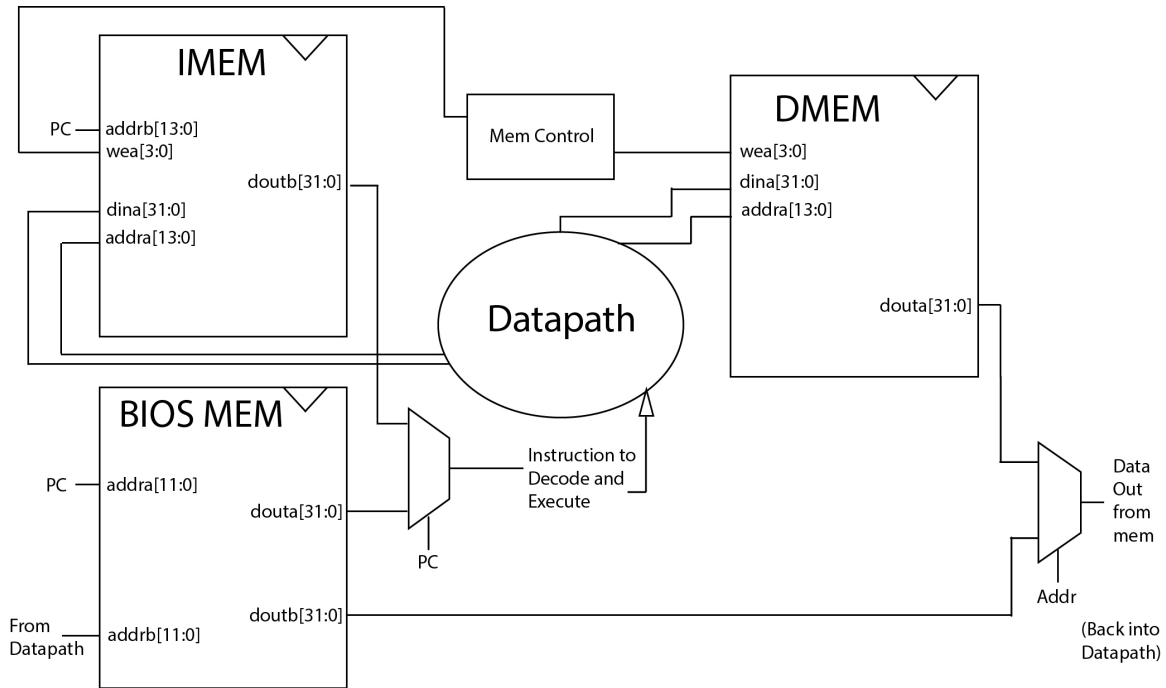 IMEM
PC
addrb[13:0]
wea[3:0]
doutb[31:0]
dina[31:0]
addra[13:0]
Mem Control
DMEM
wea[3:0]
dina[31:0]
addra[13:0]
douta[31:0]
Datapath
BIOS MEM
PC
addra[11:0]
douta[31:0]
doutb[31:0]
From
Datapath
addrb[11:0]
PC
Instruction to
Decode and
Execute
Data
Out
from
mem
Addr
(Back into
Datapath)